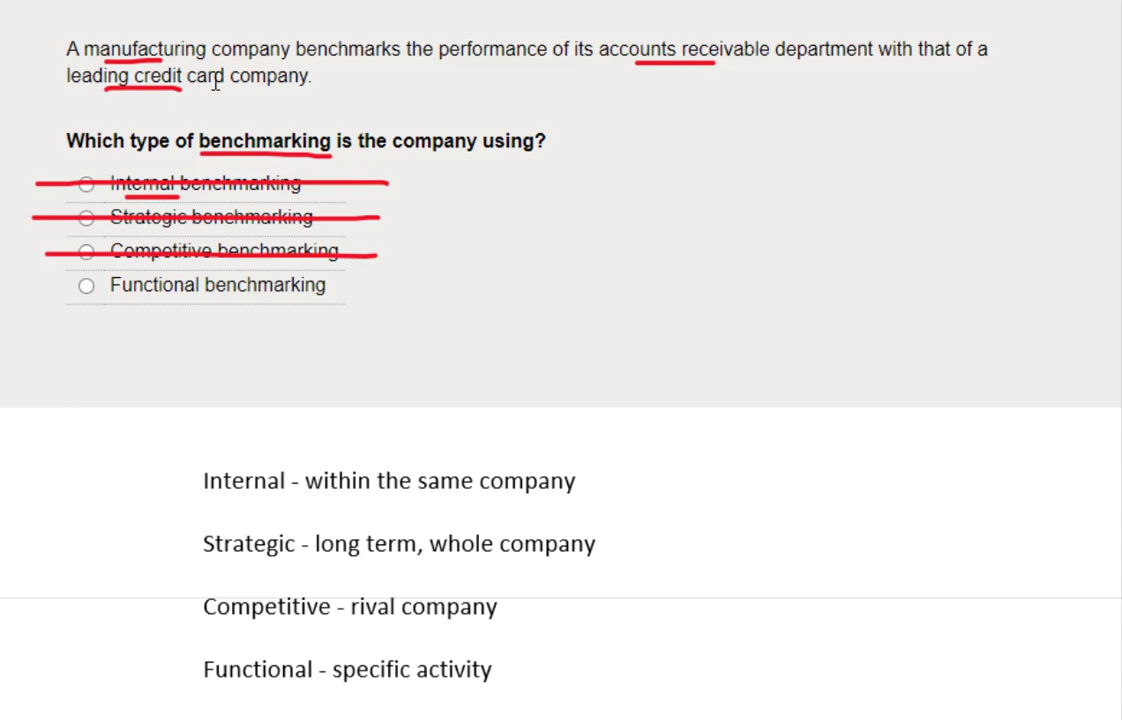 A manufacturing company benchmarks the performance of its accounts receivable department with that of a
leading credit card company.
Which type of benchmarking is the company using?
Internal benchmarking
Strategic benchmarking
Competitive benchmarking
Functional benchmarking
Internal - within the same company
Strategic - long term, whole company
Competitive - rival company
Functional - specific activity